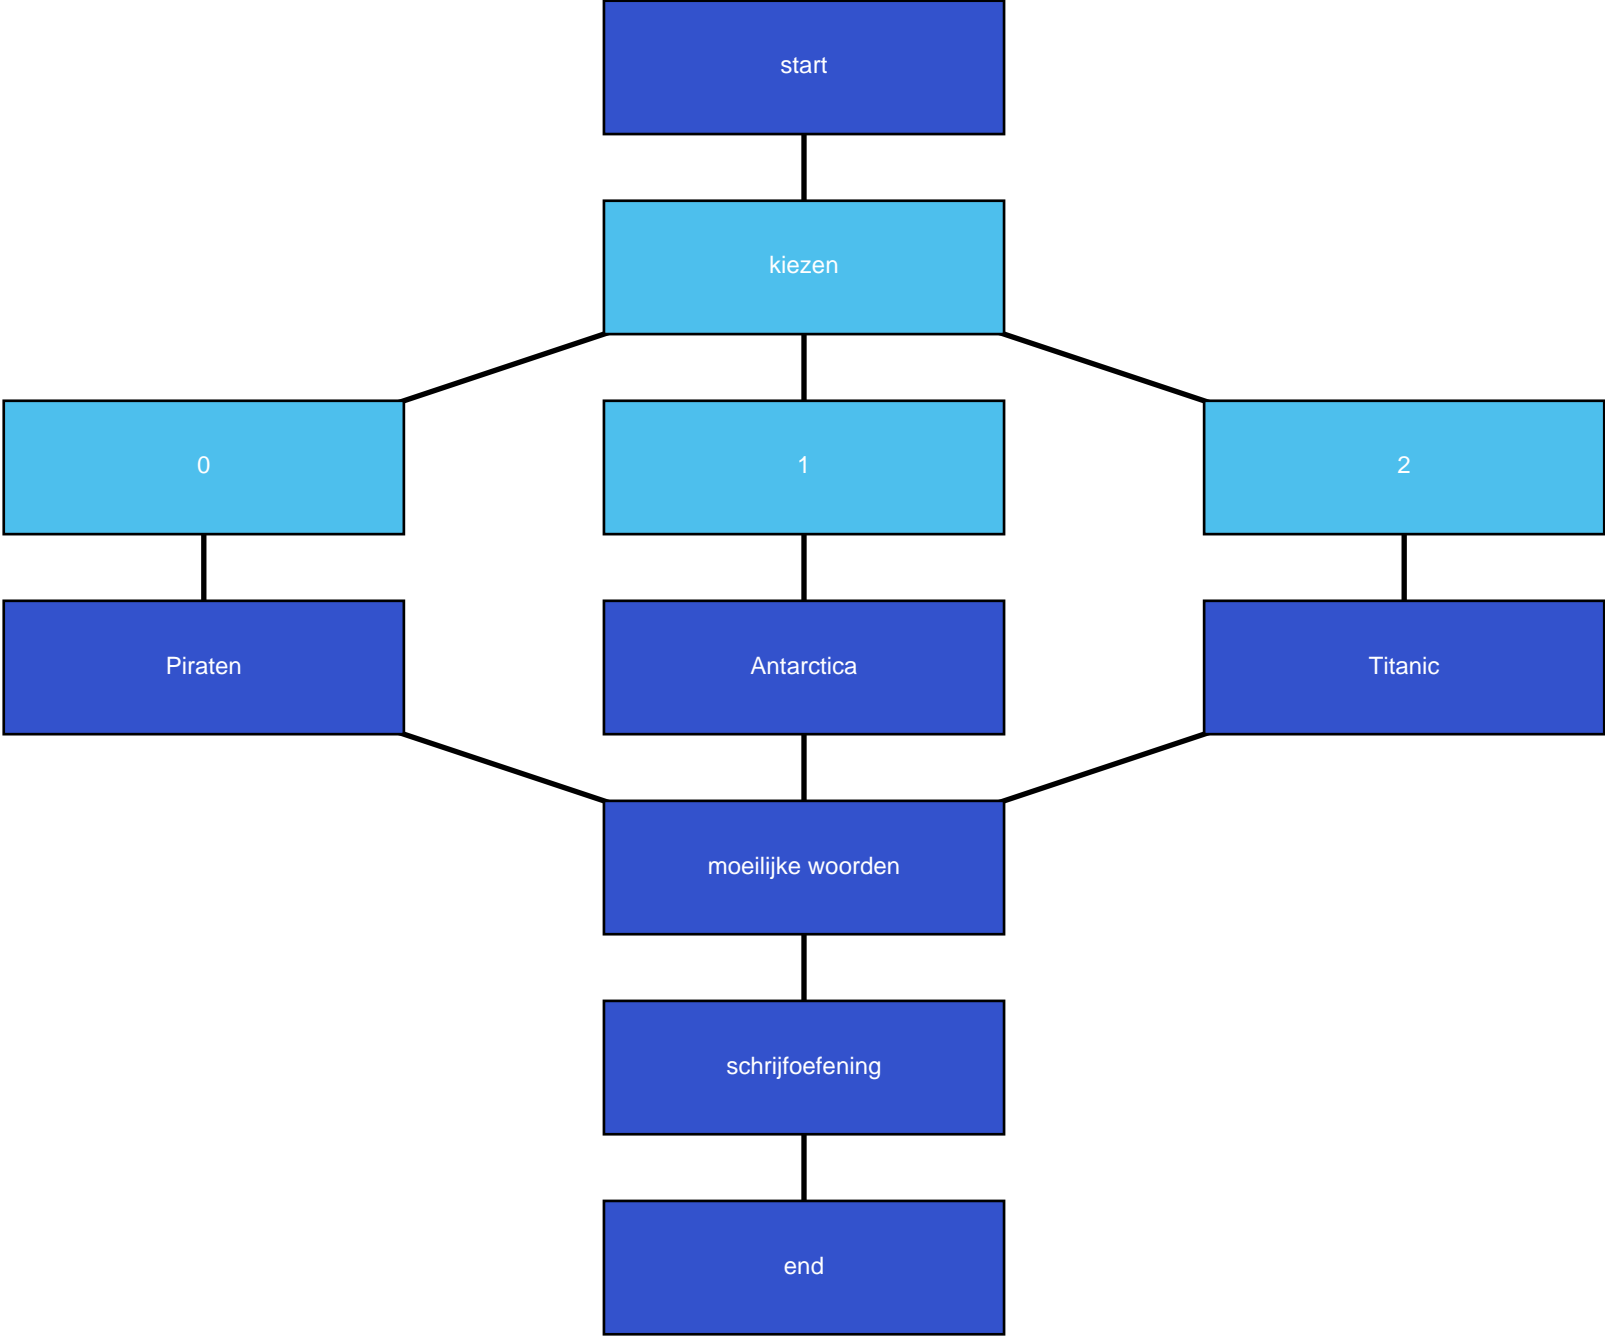 start
kiezen
0
1
2
Piraten
Antarctica
Titanic
moeilijke woorden
schrijfoefening
end